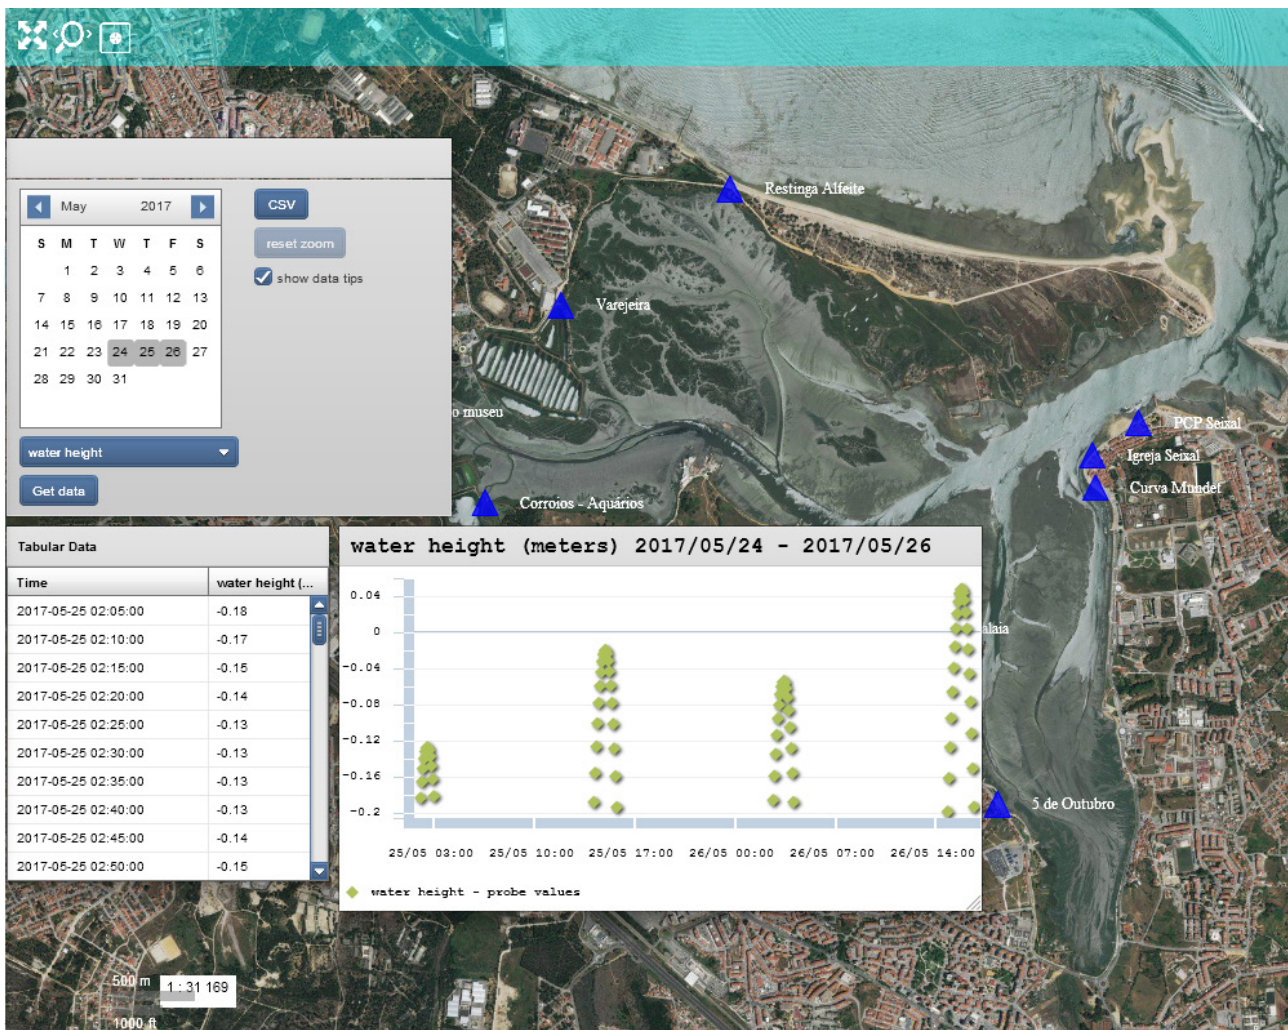 Restinga Alfeite
May 2017
CSV
S M T W T F S
reset zoom
1 2 3 4 5 6
show data tips
7 8 9 10 11 12 13
Varejeira
14 15 16 17 18 19 20
21 22 23 24 25 26 27
28 29 30 31
o museu
PCP Seixal
water height
Igreja Seixal
Get data
Curva Mundet
Corroios - Aquários
Tabular Data
Time water height (...
2017-05-25 02:05:00 -0.18
2017-05-25 02:10:00 -0.17
2017-05-25 02:15:00 -0.15
2017-05-25 02:20:00 -0.14
2017-05-25 02:25:00 -0.13
2017-05-25 02:30:00 -0.13
2017-05-25 02:35:00 -0.13
2017-05-25 02:40:00 -0.13
2017-05-25 02:45:00 -0.14
2017-05-25 02:50:00 -0.15
water height (meters) 2017/05/24 - 2017/05/26
0.04
0
-0.04
-0.08
-0.12
-0.16
-0.2
25/05 03:00 25/05 10:00 25/05 17:00 26/05 00:00 26/05 07:00 26/05 14:00
water height - probe values
alaia
5 de Outubro
500 m
1 : 31 169
1000 ft